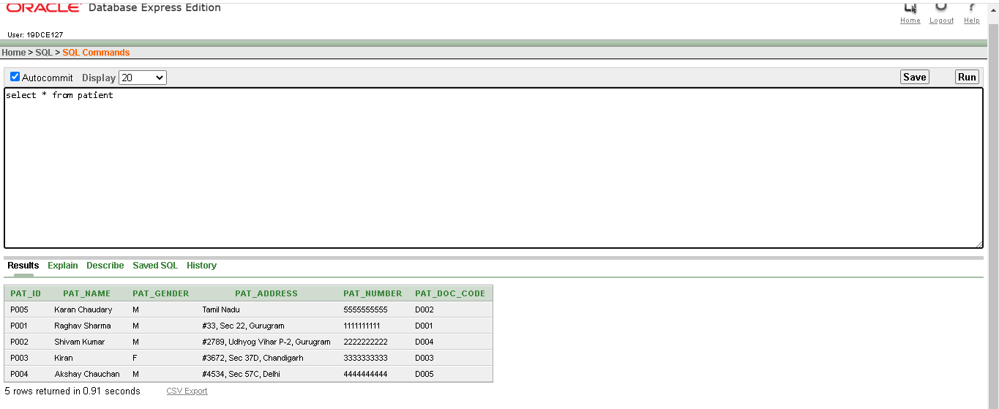 ORACLE Database Express Edition
Home Logout Help
User: 19DCE127
Home > SQL > SQL Commands
Autocommit Display 20 Save Run
select * from patient
Results Explain Describe Saved SQL History
PAT_ID PAT_NAME PAT_GENDER PAT_ADDRESS PAT_NUMBER PAT_DOC_CODE
P005 Karan Chaudary M Tamil Nadu 5555555555 D002
P001 Raghav Sharma M #33, Sec 22, Gurugram 1111111111 D001
P002 Shivam Kumar M #2789, Udhyog Vihar P-2, Gurugram 2222222222 D004
P003 Kiran F #3672, Sec 37D, Chandigarh 3333333333 D003
P004 Akshay Chauchan M #4534, Sec 57C, Delhi 4444444444 D005
5 rows returned in 0.91 seconds CSV Export